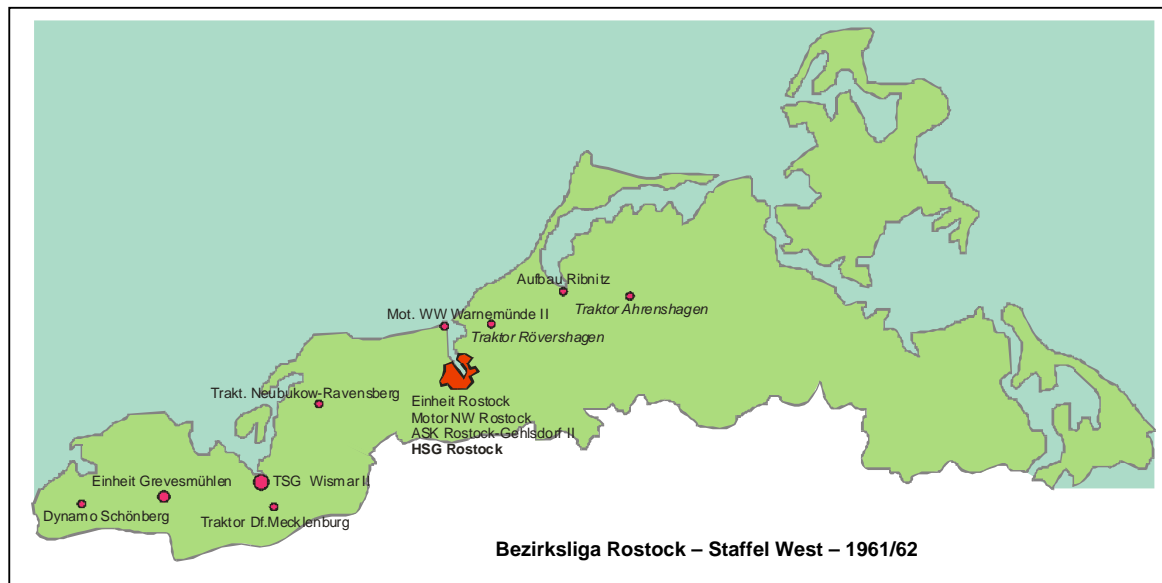 Aufbau Ribnitz
Traktor Ahrenshagen
Mot. WW Warnemünde II
Traktor Rövershagen
Trakt. Neubukow-Ravensberg
Einheit Rostock
Motor NW Rostock
ASK Rostock-Gehlsdorf II
HSG Rostock
Einheit Grevesmühlen
TSG Wismar II
Dynamo Schönberg
Traktor Df.Mecklenburg
Bezirksliga Rostock – Staffel West – 1961/62